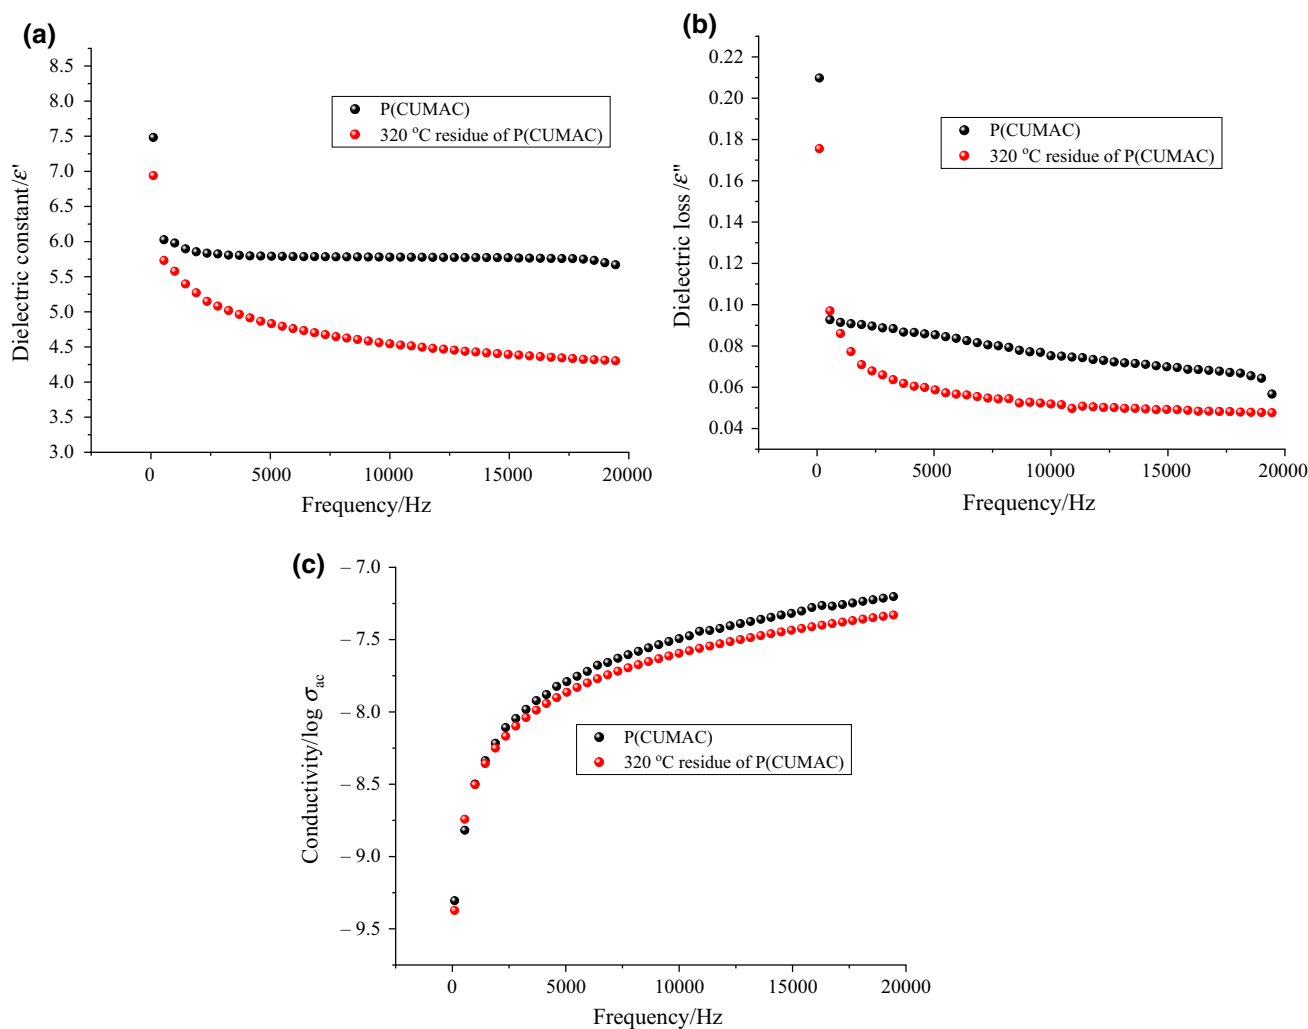 (a)
8.5
8.0
7.5
7.0
6.5
6.0
5.5
5.0
4.5
4.0
3.5
3.0
Dielectric constant/ε'
P(CUMAC)
320 °C residue of P(CUMAC)
0 5000 10000 15000 20000
Frequency/Hz
(b)
0.22
0.20
0.18
0.16
0.14
0.12
0.10
0.08
0.06
0.04
Dielectric loss/ε''
P(CUMAC)
320 °C residue of P(CUMAC)
0 5000 10000 15000 20000
Frequency/Hz
(c)
– 7.0
– 7.5
– 8.0
– 8.5
– 9.0
– 9.5
Conductivity/log σac
P(CUMAC)
320 °C residue of P(CUMAC)
0 5000 10000 15000 20000
Frequency/Hz